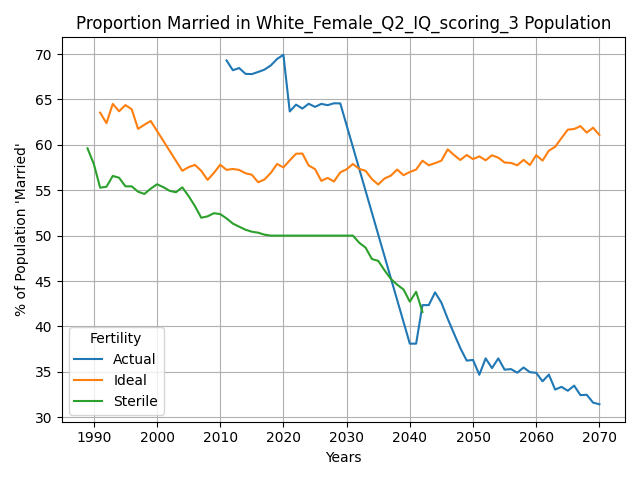 Proportion Married in White_Female_Q2_IQ_scoring_3 Population
% of Population 'Married'
70
65
60
55
50
45
40
35
30
Fertility
Actual
Ideal
Sterile
1990 2000 2010 2020 2030 2040 2050 2060 2070
Years